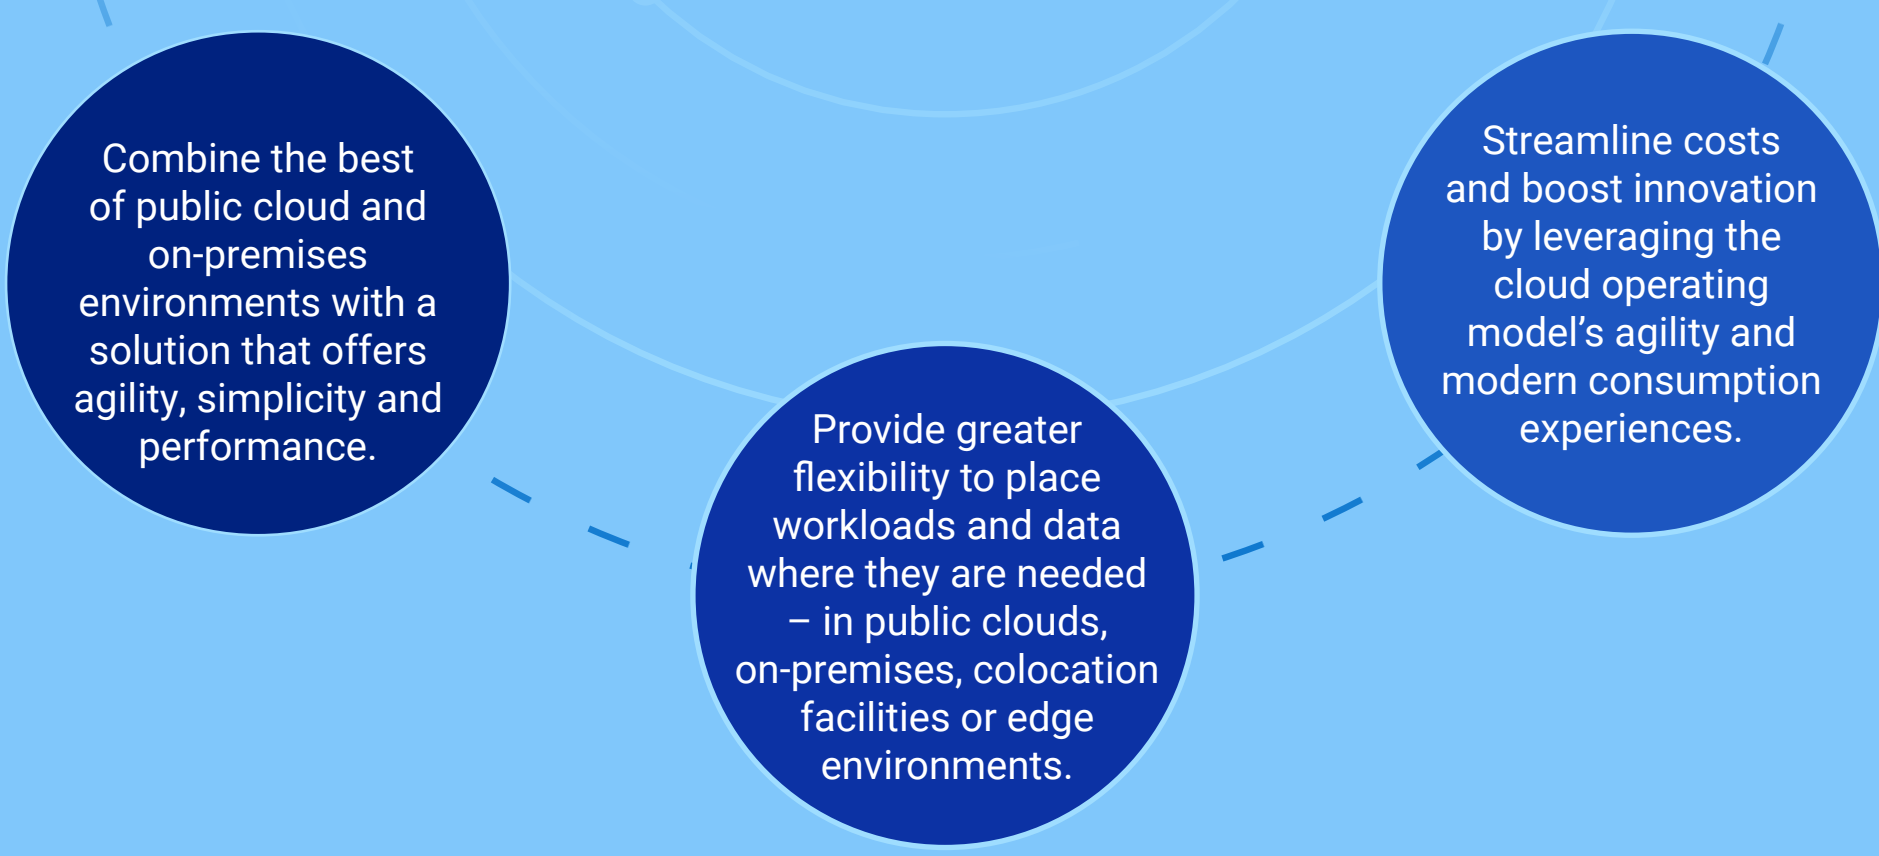 Combine the best
of public cloud and
on-premises
environments with a
solution that offers
agility, simplicity and
performance.
Provide greater
flexibility to place
workloads and data
where they are needed
– in public clouds,
on-premises, colocation
facilities or edge
environments.
Streamline costs
and boost innovation
by leveraging the
cloud operating
model’s agility and
modern consumption
experiences.